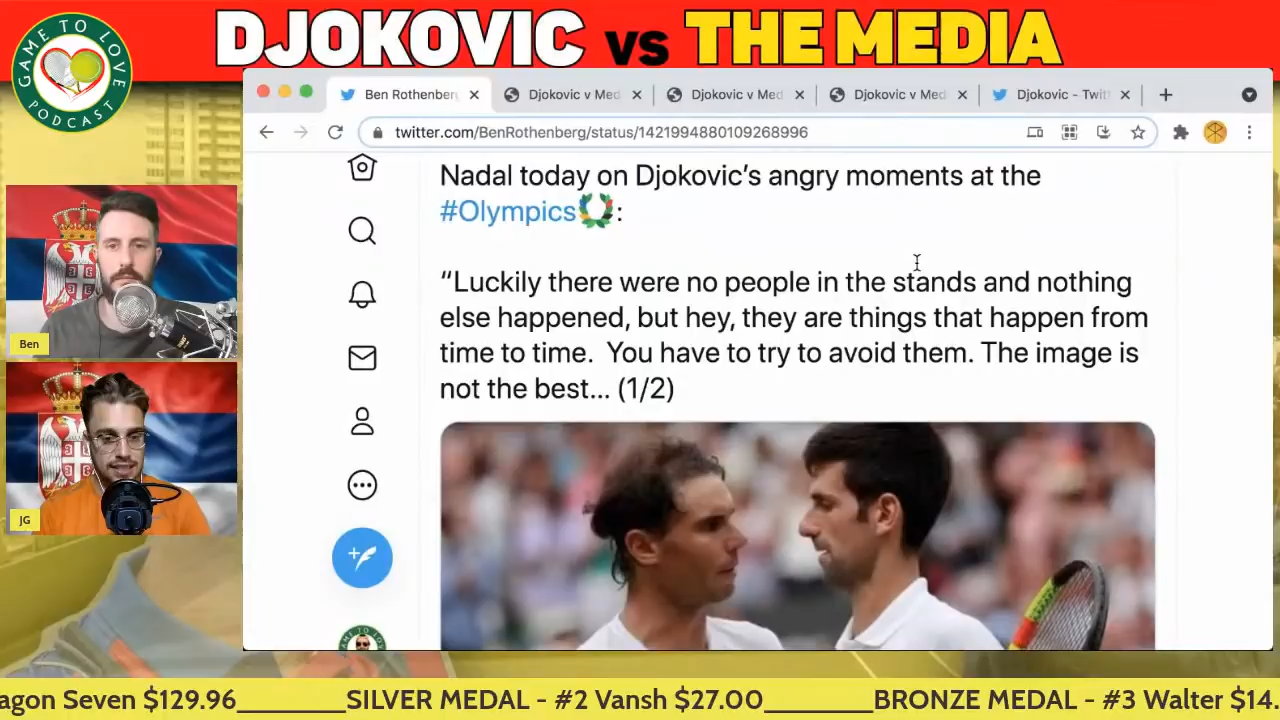 DJOKOVIC vs THE MEDIA
GAME TO LOVE
PODCAST
Ben Rothenber
Djokovic v Med
Djokovic v Med
Djokovic v Med
Djokovic - Twitt
twitter.com/BenRothenberg/status/1421994880109268996
Nadal today on Djokovic's angry moments at the
#Olympics:
“Luckily there were no people in the stands and nothing
else happened, but hey, they are things that happen from
time to time. You have to try to avoid them. The image is
not the best... (1/2)
Ben
JG
agon Seven $129.96_______SILVER MEDAL - #2 Vansh $27.00_______BRONZE MEDAL - #3 Walter $14.